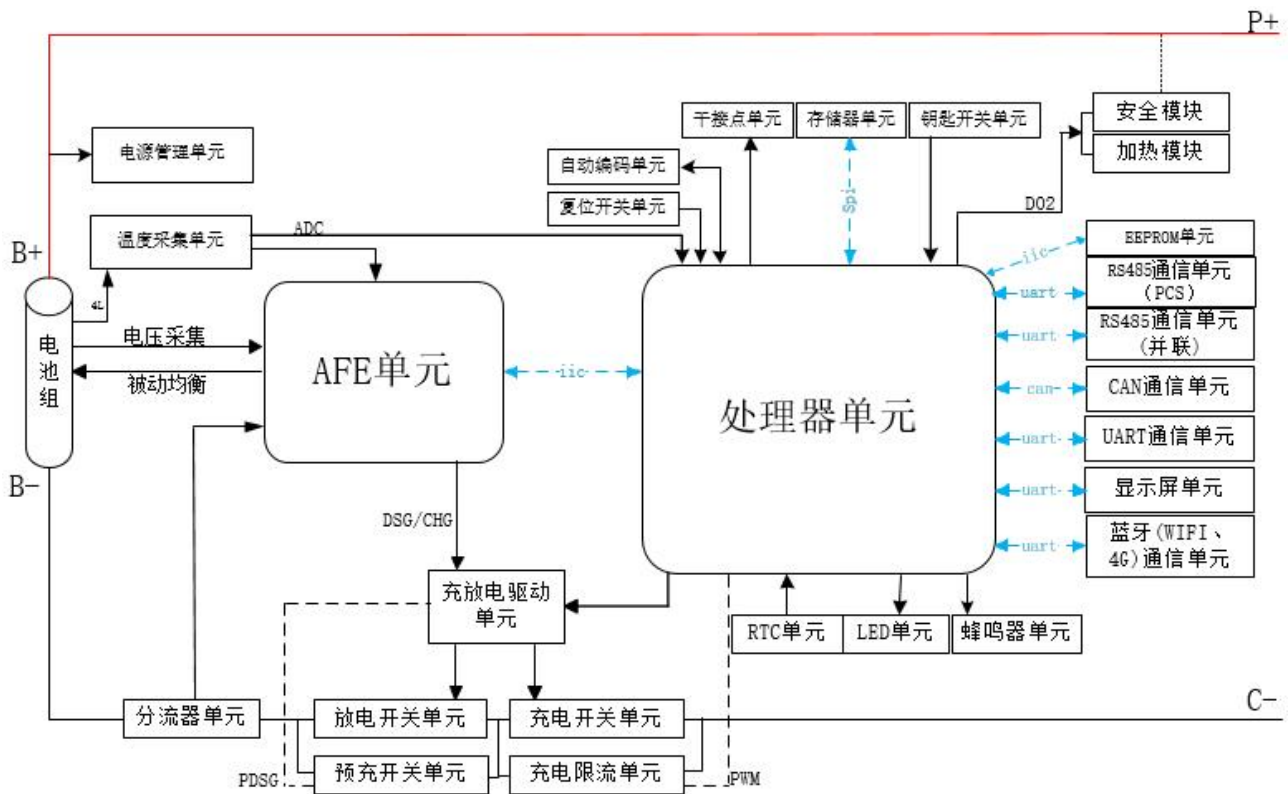 P+
安全模块
加热模块
干接点单元
存储器单元
钥匙开关单元
电源管理单元
自动编码单元
复位开关单元
Spi
DO2
温度采集单元
ADC
EEPROM单元
iic
B+
RS485通信单元
(PCS)
uart
4L
电压采集
RS485通信单元
(并联)
uart
电池组
被动均衡
AFE单元
iic
处理器单元
can
CAN通信单元
uart
UART通信单元
B-
uart
显示屏单元
DSG/CHG
uart
蓝牙(WIFI、
4G)通信单元
充放电驱动
单元
RTC单元
LED单元
蜂鸣器单元
分流器单元
放电开关单元
充电开关单元
C-
PDSG
预充开关单元
充电限流单元
PWM